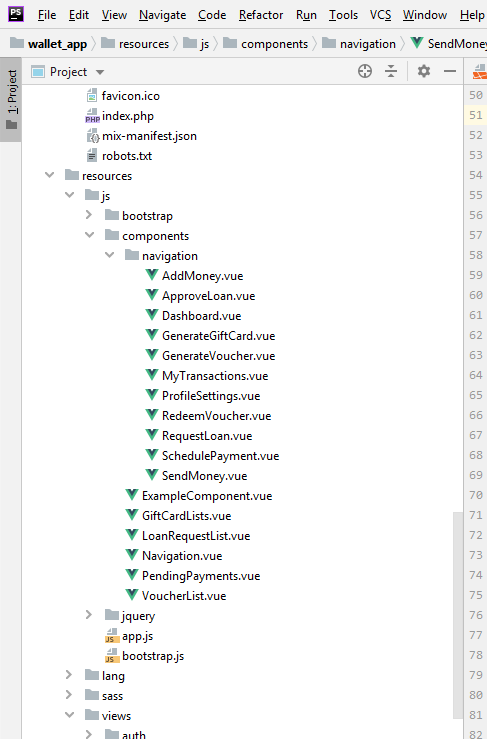 PS File Edit View Navigate Code Refactor Run Tools VCS Window Help
wallet_app resources js components navigation SendMoney
1: Project
Project
favicon.ico 50
PHP index.php 51
mix-manifest.json 52
robots.txt 53
resources 54
js 55
bootstrap 56
components 57
navigation 58
AddMoney.vue 59
ApproveLoan.vue 60
Dashboard.vue 61
GenerateGiftCard.vue 62
GenerateVoucher.vue 63
MyTransactions.vue 64
ProfileSettings.vue 65
RedeemVoucher.vue 66
RequestLoan.vue 67
SchedulePayment.vue 68
SendMoney.vue 69
ExampleComponent.vue 70
GiftCardLists.vue 71
LoanRequestList.vue 72
Navigation.vue 73
PendingPayments.vue 74
VoucherList.vue 75
jquery 76
JS app.js 77
JS bootstrap.js 78
lang 79
sass 80
views 81
auth 82